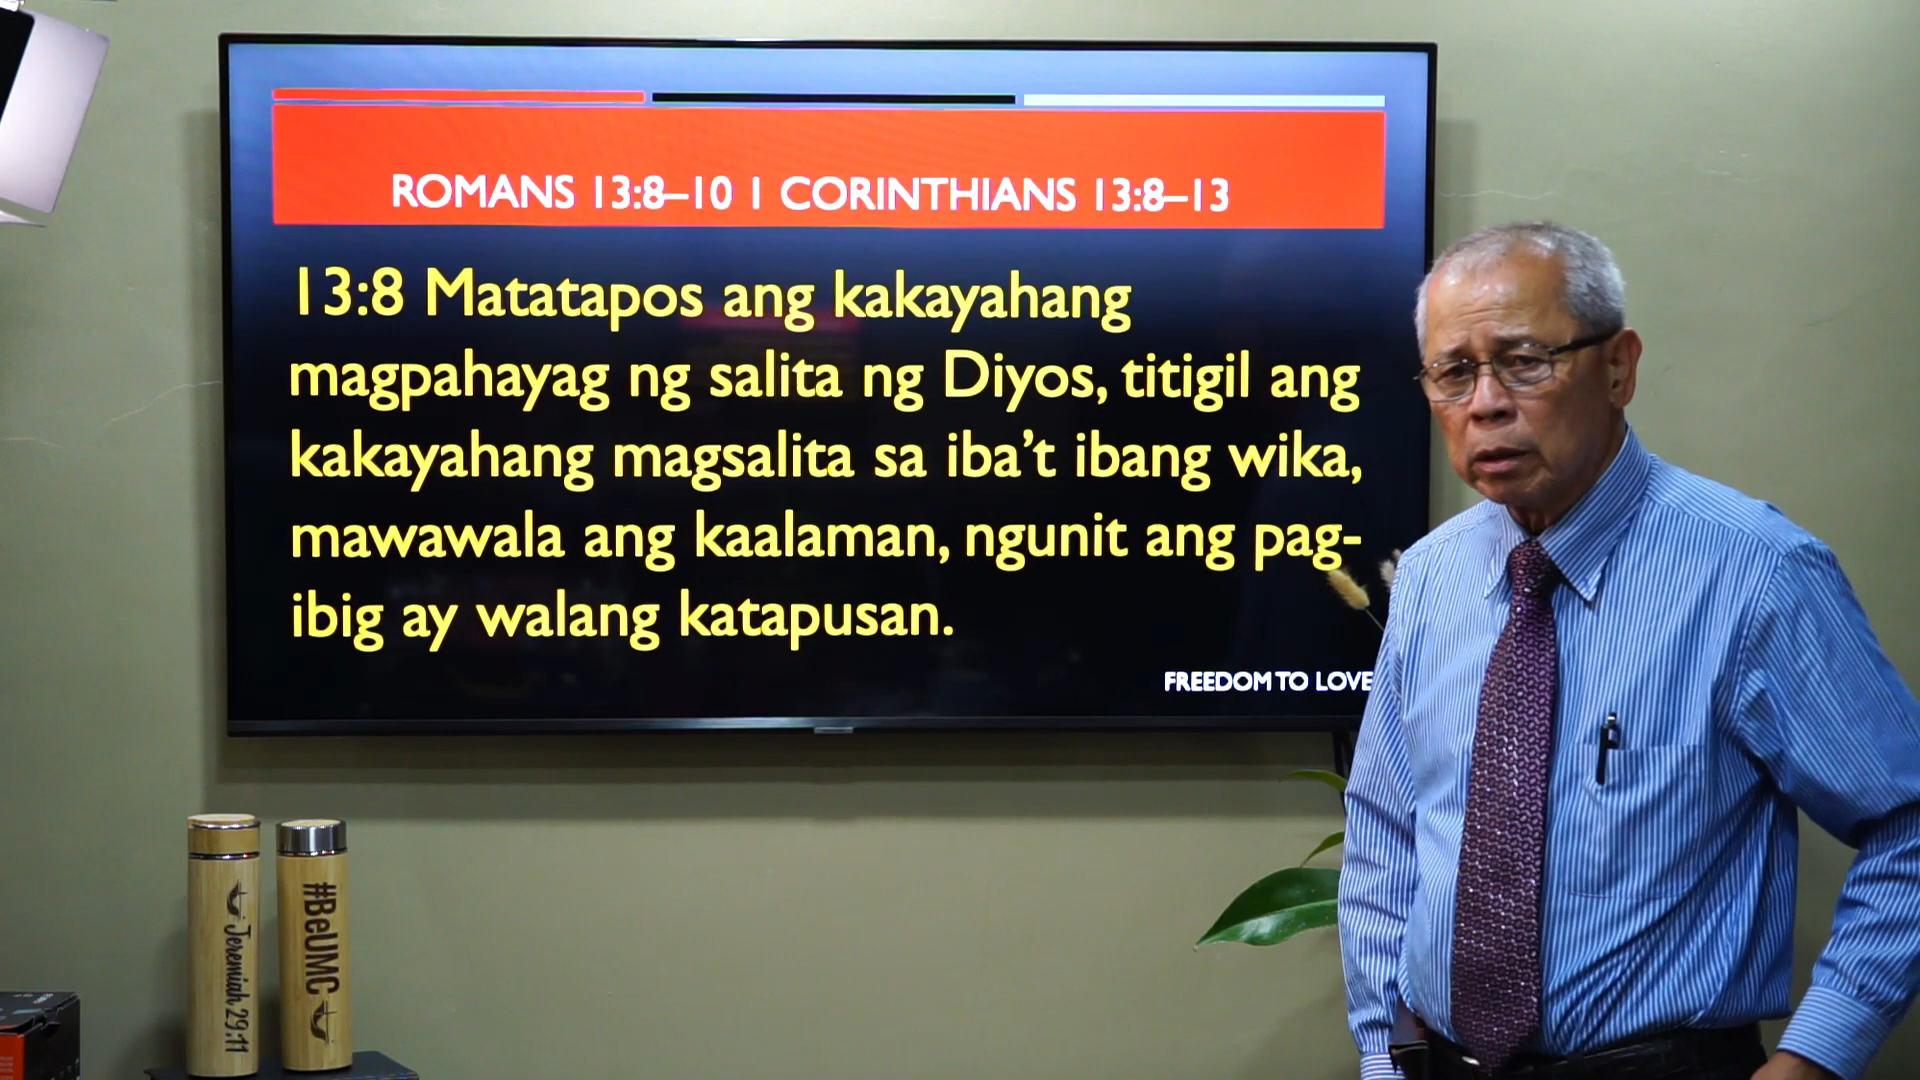 ROMANS 13:8–10 1 CORINTHIANS 13:8–13
13:8 Matatapos ang kakayahang
magpahayag ng salita ng Diyos, titigil ang
kakayahang magsalita sa iba’t ibang wika,
mawawala ang kaalaman, ngunit ang pag-
ibig ay walang katapusan.
FREEDOM TO LOVE
Jeremiah 29:11
#BeUMC